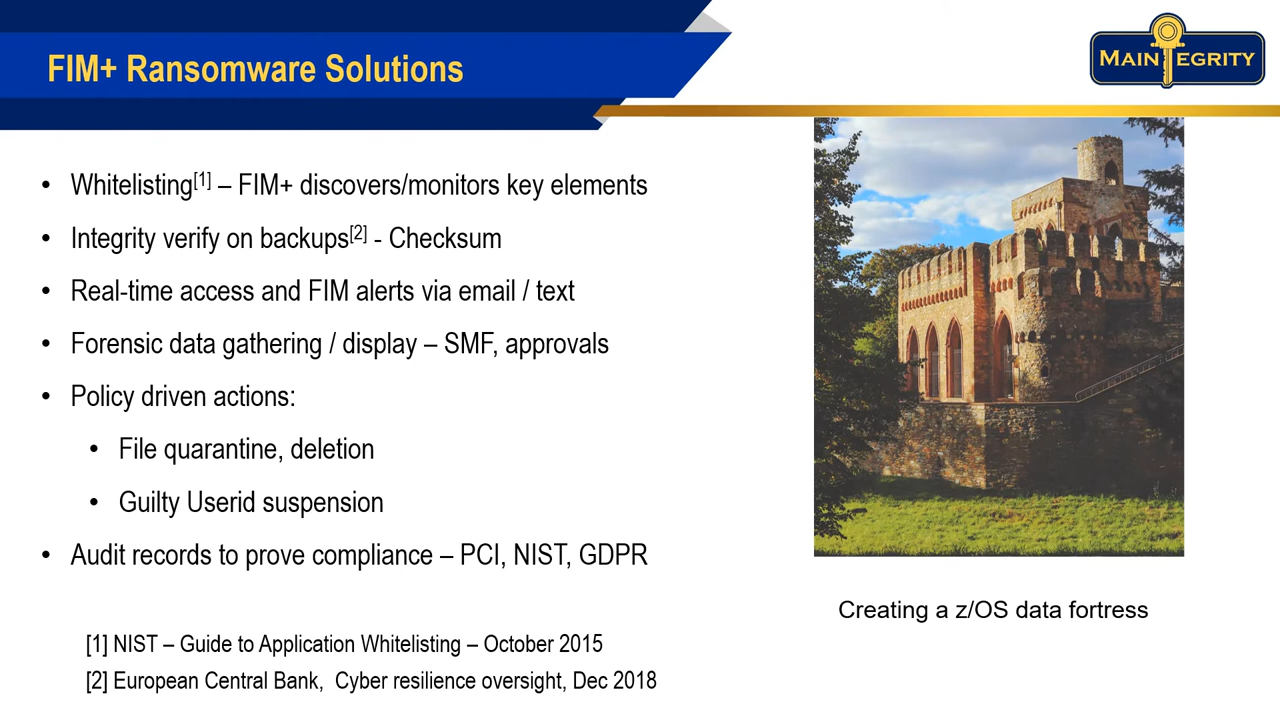 FIM+ Ransomware Solutions
MAIN EGRITY
• Whitelisting[1] – FIM+ discovers/monitors key elements
• Integrity verify on backups[2] - Checksum
• Real-time access and FIM alerts via email / text
• Forensic data gathering / display – SMF, approvals
• Policy driven actions:
• File quarantine, deletion
• Guilty Userid suspension
• Audit records to prove compliance – PCI, NIST, GDPR
Creating a z/OS data fortress
[1] NIST – Guide to Application Whitelisting – October 2015
[2] European Central Bank, Cyber resilience oversight, Dec 2018